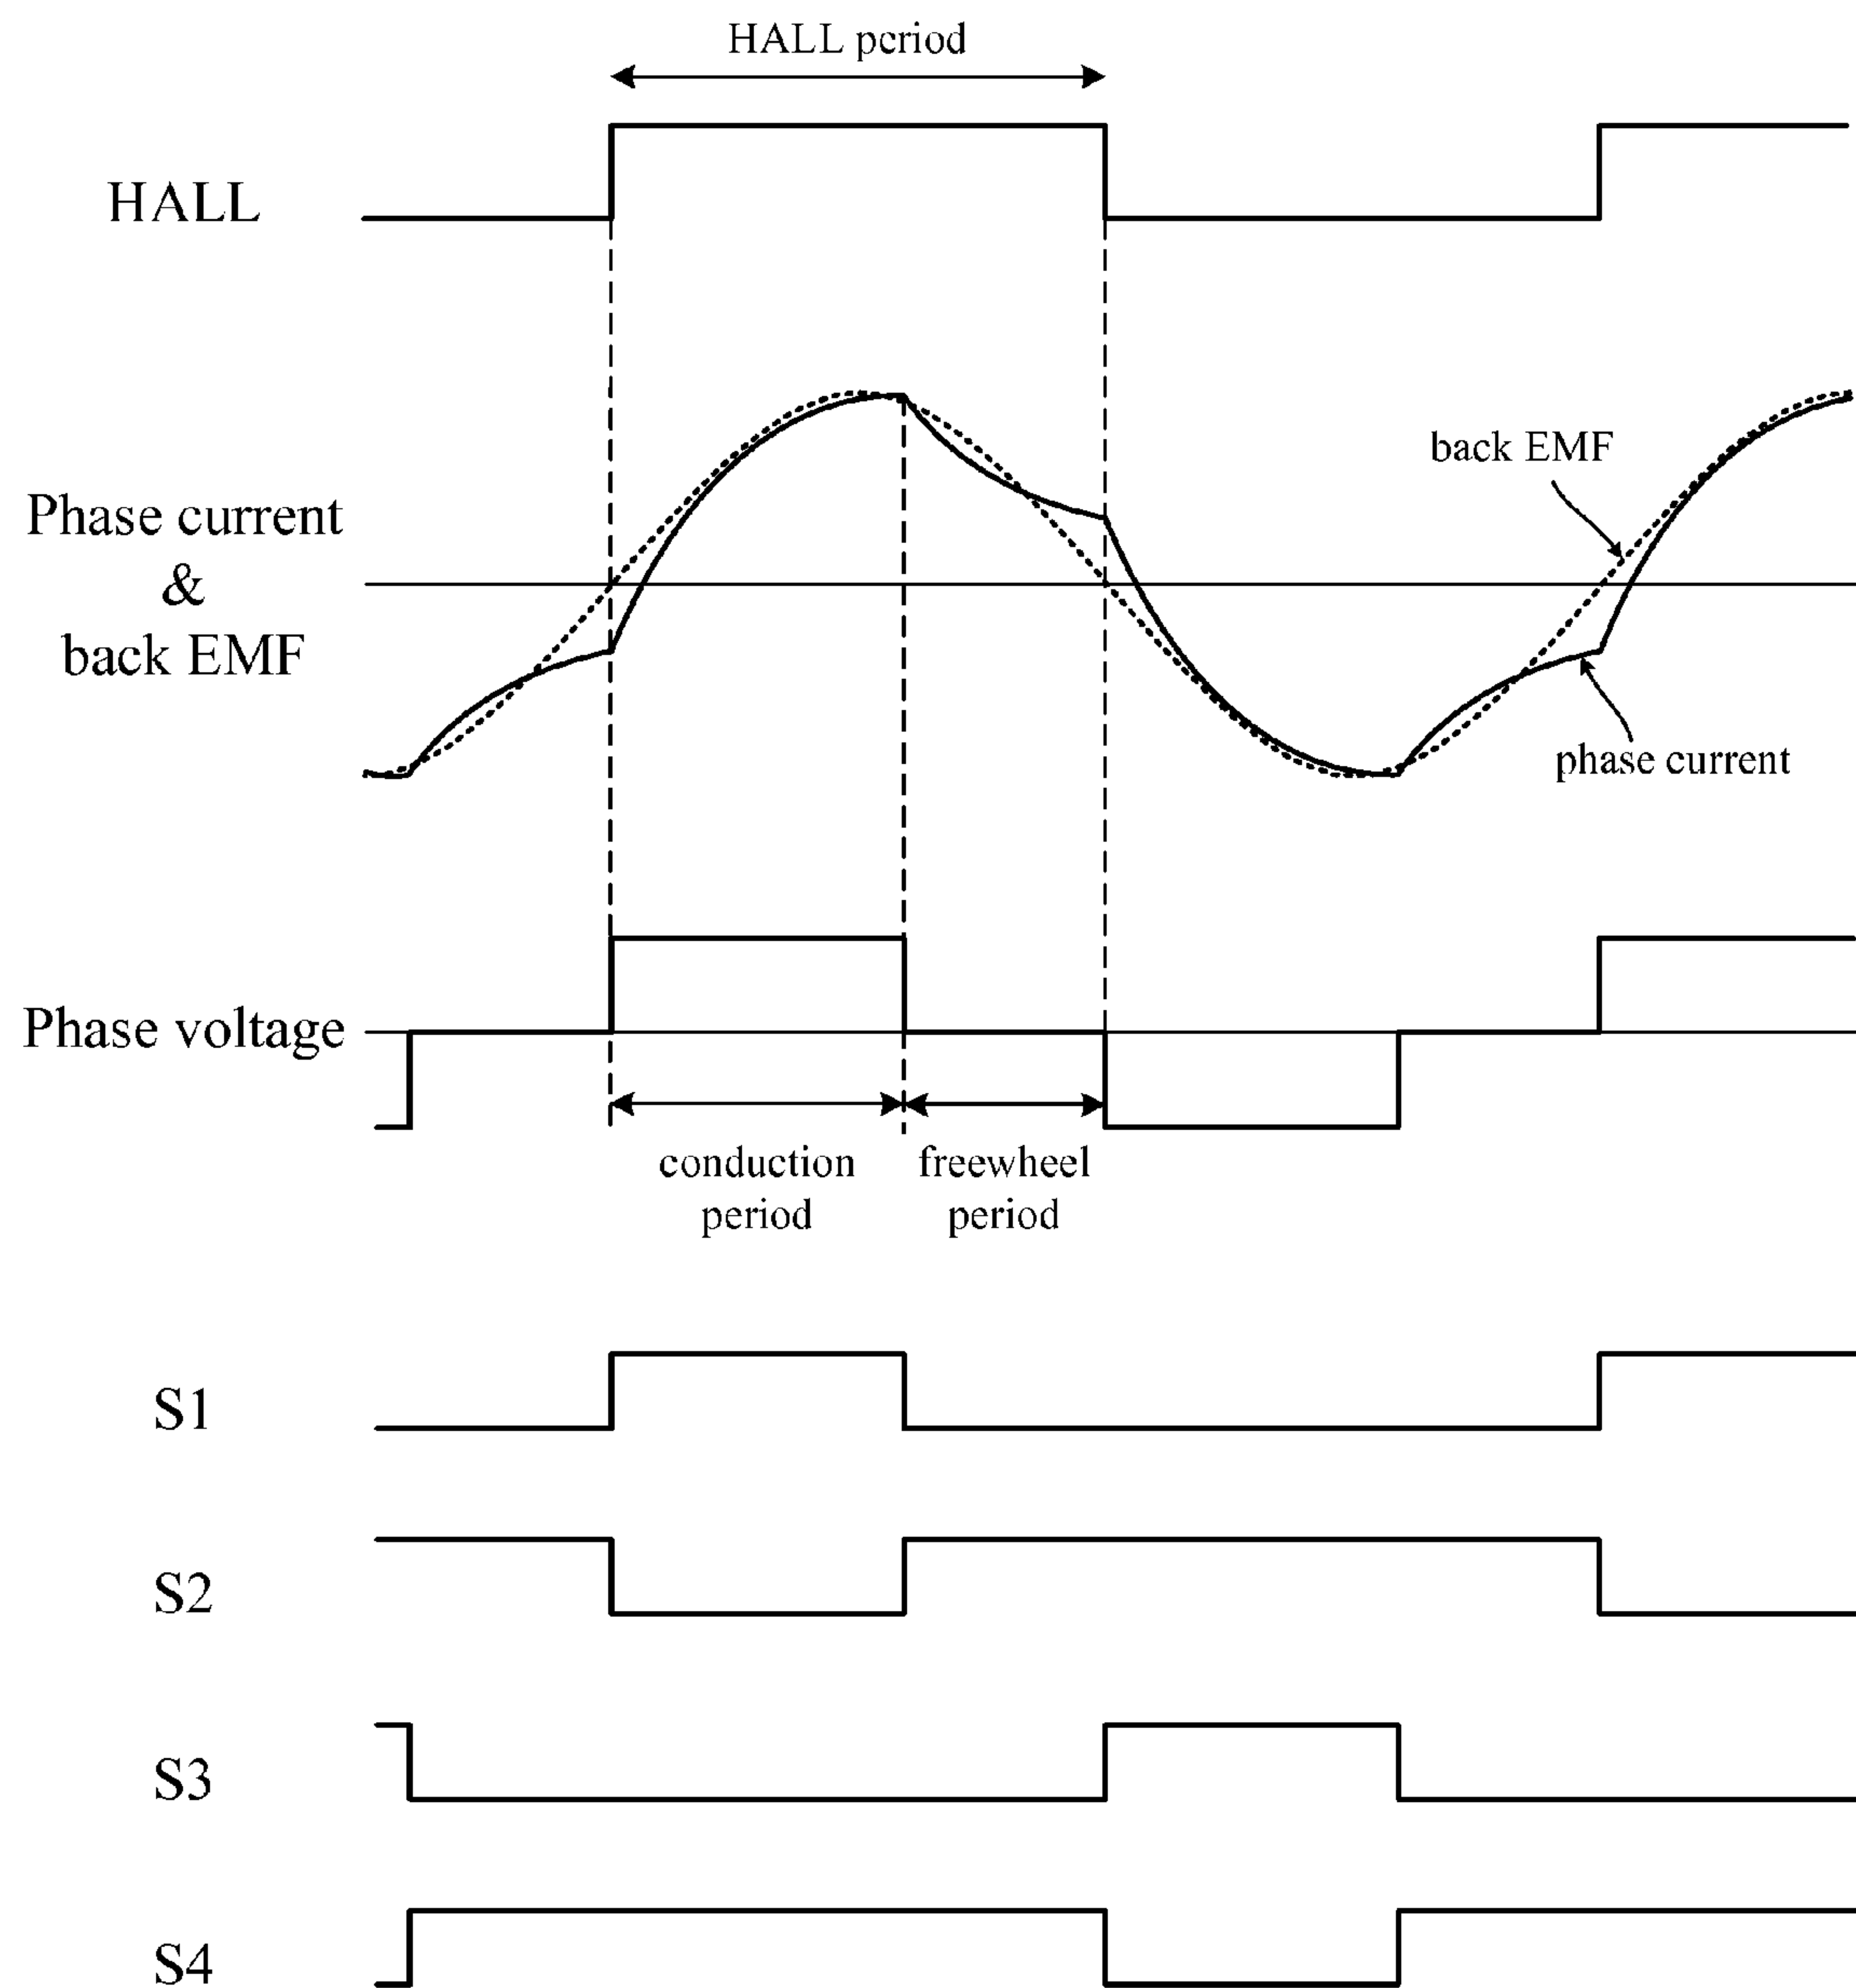 HALL period
HALL
back EMF
Phase current
&
back EMF
phase current
Phase voltage
conduction
period
freewheel
period
S1
S2
S3
S4